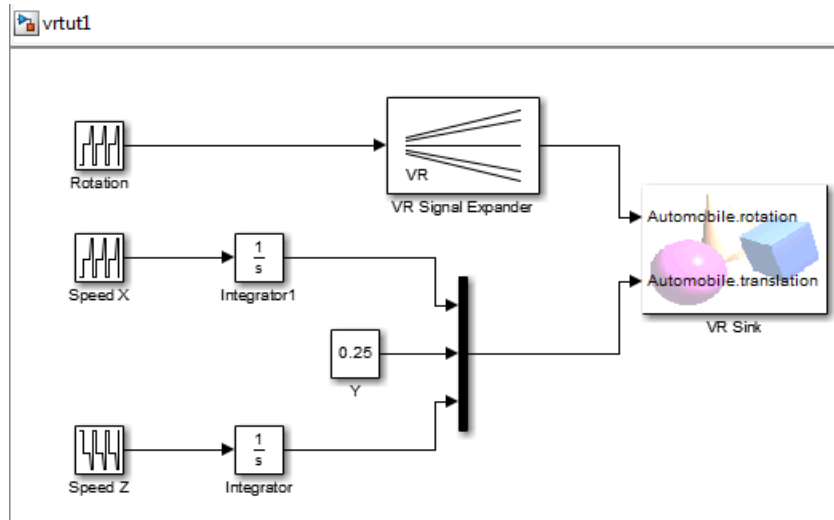 vrtut1
VR
Rotation
VR Signal Expander
Automobile.rotation
1
s
Speed X
Integrator1
Automobile.translation
VR Sink
0.25
Y
1
s
Speed Z
Integrator